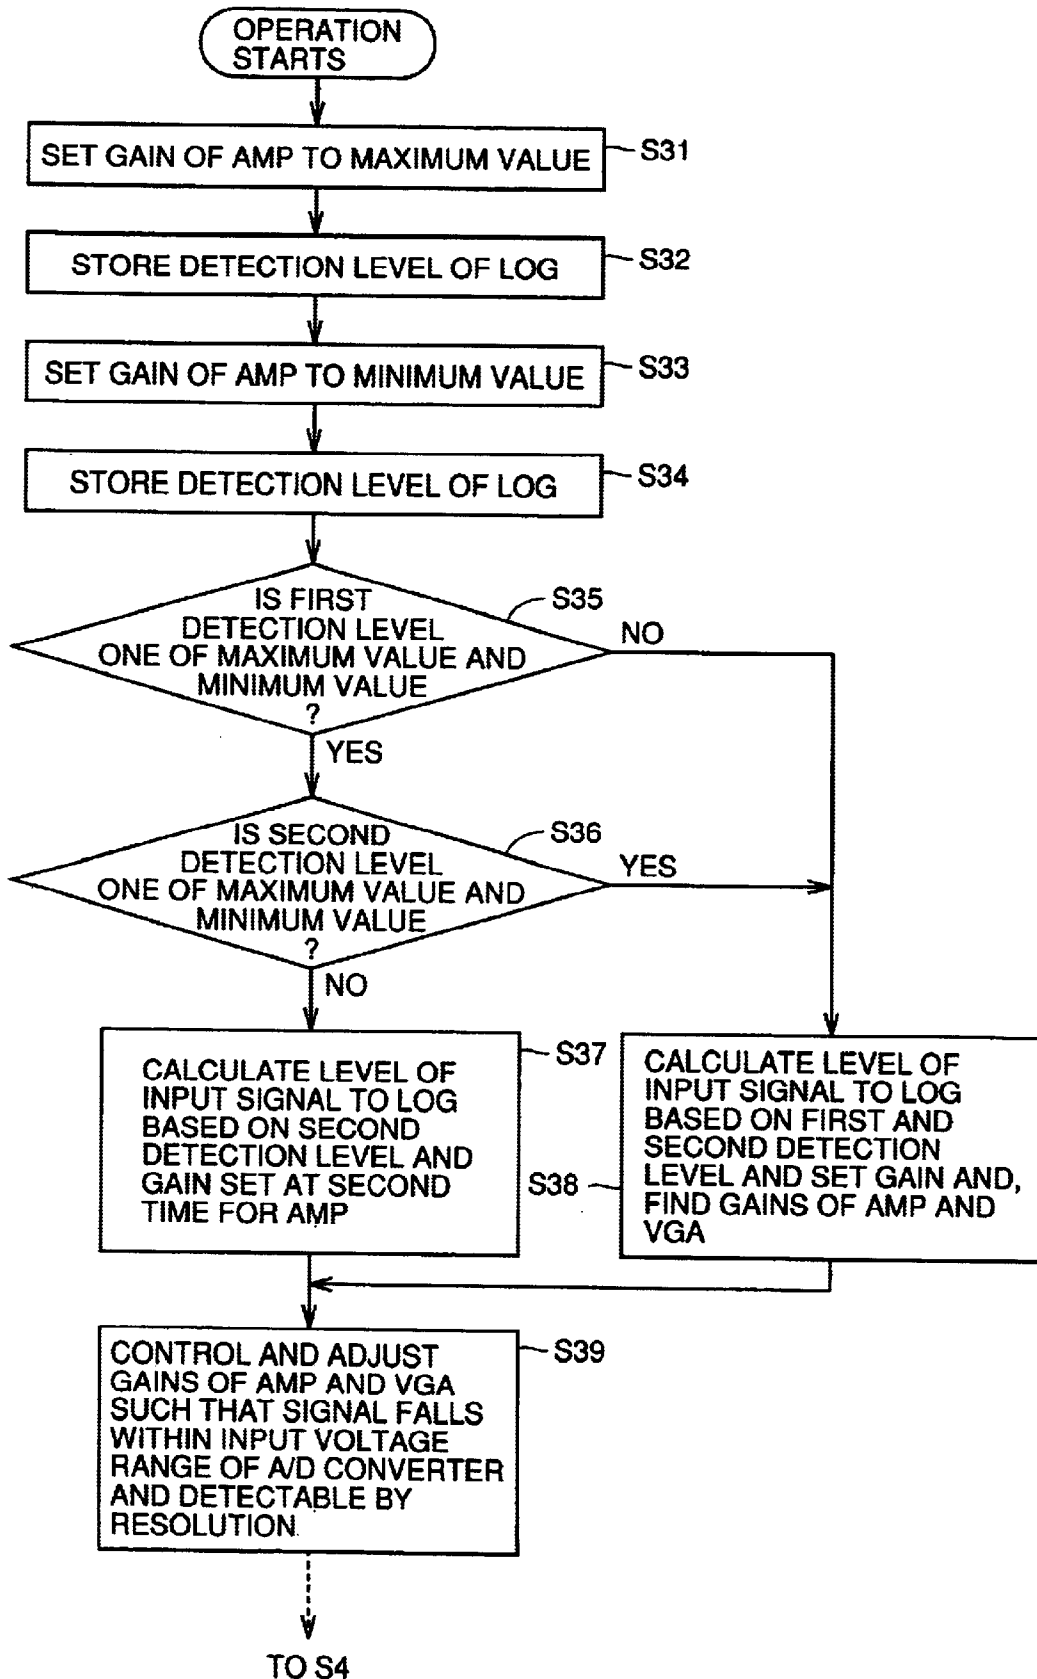 OPERATION
STARTS
SET GAIN OF AMP TO MAXIMUM VALUE
S31
STORE DETECTION LEVEL OF LOG
S32
SET GAIN OF AMP TO MINIMUM VALUE
S33
STORE DETECTION LEVEL OF LOG
S34
IS FIRST
DETECTION LEVEL
ONE OF MAXIMUM VALUE AND
MINIMUM VALUE
?
S35
NO
YES
IS SECOND
DETECTION LEVEL
ONE OF MAXIMUM VALUE AND
MINIMUM VALUE
?
S36
YES
NO
CALCULATE LEVEL OF
INPUT SIGNAL TO LOG
BASED ON SECOND
DETECTION LEVEL AND
GAIN SET AT SECOND
TIME FOR AMP
S37
CALCULATE LEVEL OF
INPUT SIGNAL TO LOG
BASED ON FIRST AND
SECOND DETECTION
LEVEL AND SET GAIN AND,
FIND GAINS OF AMP AND
VGA
S38
CONTROL AND ADJUST
GAINS OF AMP AND VGA
SUCH THAT SIGNAL FALLS
WITHIN INPUT VOLTAGE
RANGE OF A/D CONVERTER
AND DETECTABLE BY
RESOLUTION
S39
TO S4